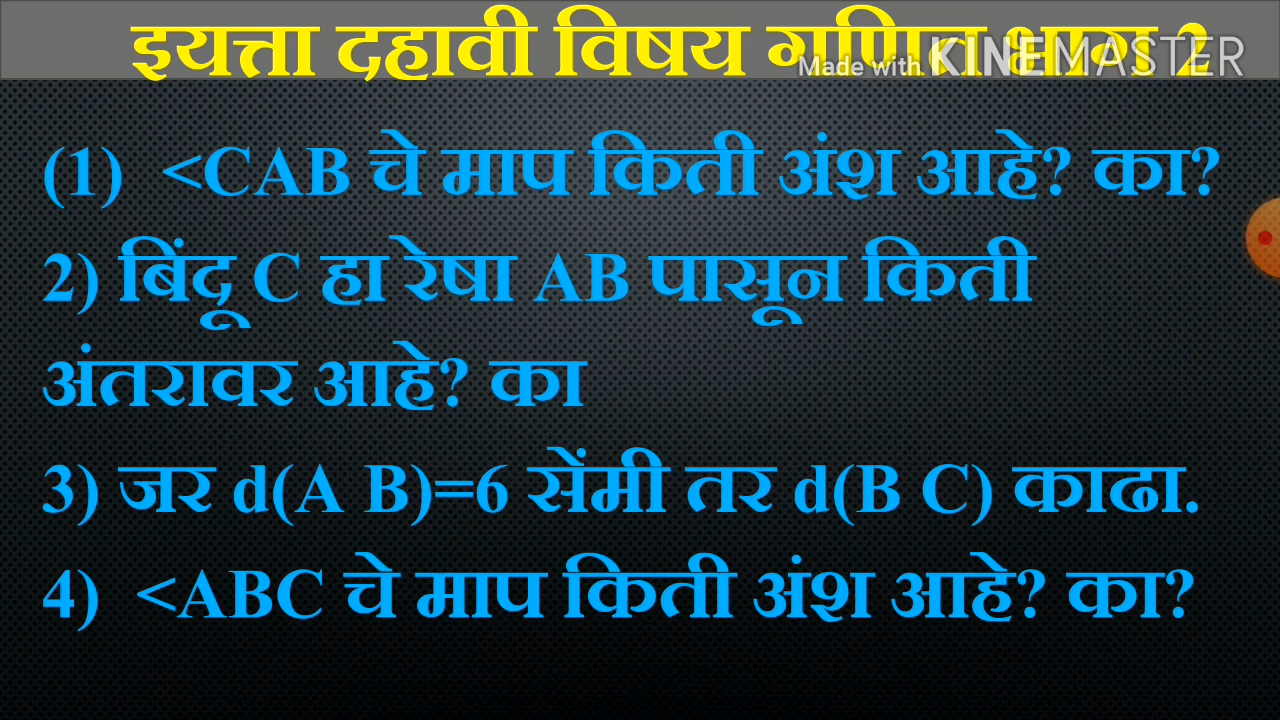 इयत्ता दहावी विषय गणित भाग 2
Made with KINEMASTER
(1) <CAB चे माप किती अंश आहे? का?
2) बिंदू C हा रेषा AB पासून किती
अंतरावर आहे? का
3) जर d(A B)=6 सेंमी तर d(B C) काढा.
4) <ABC चे माप किती अंश आहे? का?